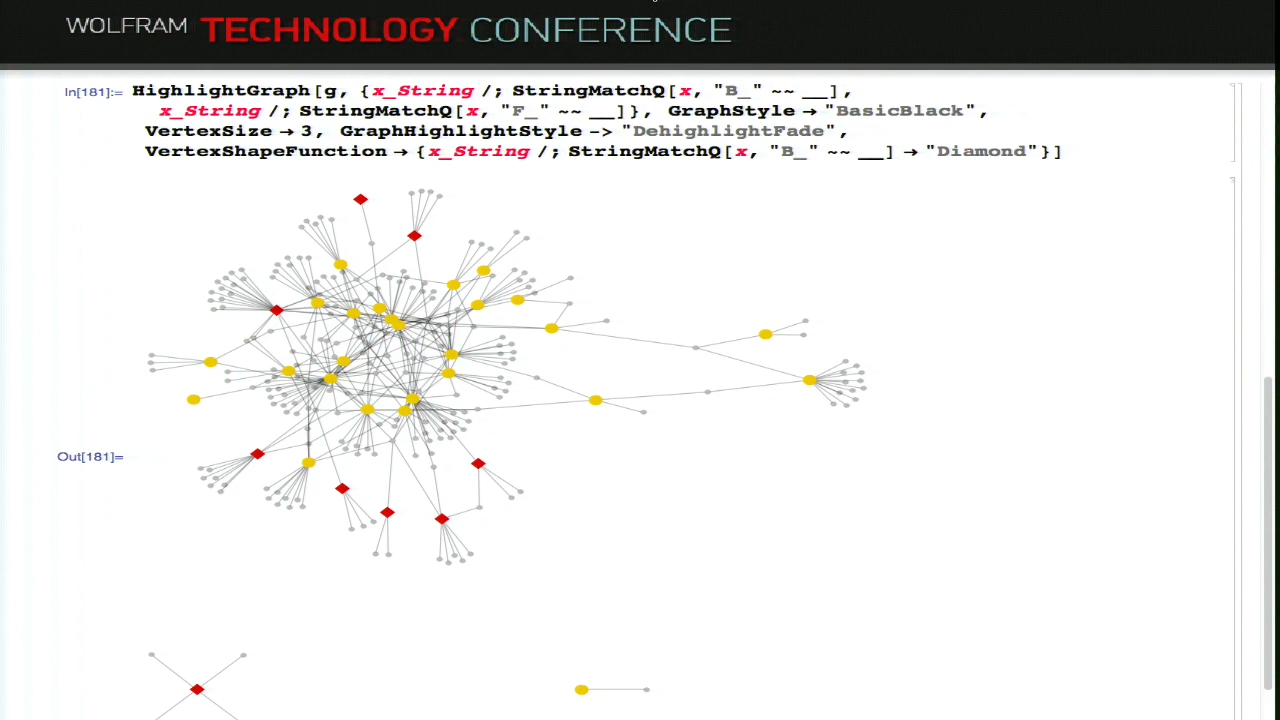 WOLFRAM TECHNOLOGY CONFERENCE
In[181]:= HighlightGraph[g, {x_String /; StringMatchQ[x, "B_" ~~ __],
x_String /; StringMatchQ[x, "F_" ~~ __]}, GraphStyle → "BasicBlack",
VertexSize → 3, GraphHighlightStyle -> "DehighlightFade",
VertexShapeFunction → {x_String /; StringMatchQ[x, "B_" ~~ __] → "Diamond"}]
Out[181]=